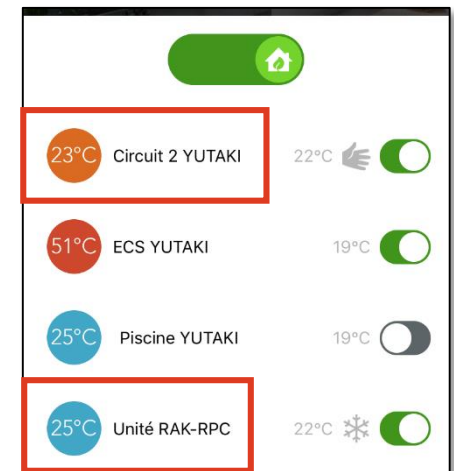 23°C Circuit 2 YUTAKI 22°C
51°C ECS YUTAKI 19°C
25°C Piscine YUTAKI 19°C
25°C Unité RAK-RPC 22°C